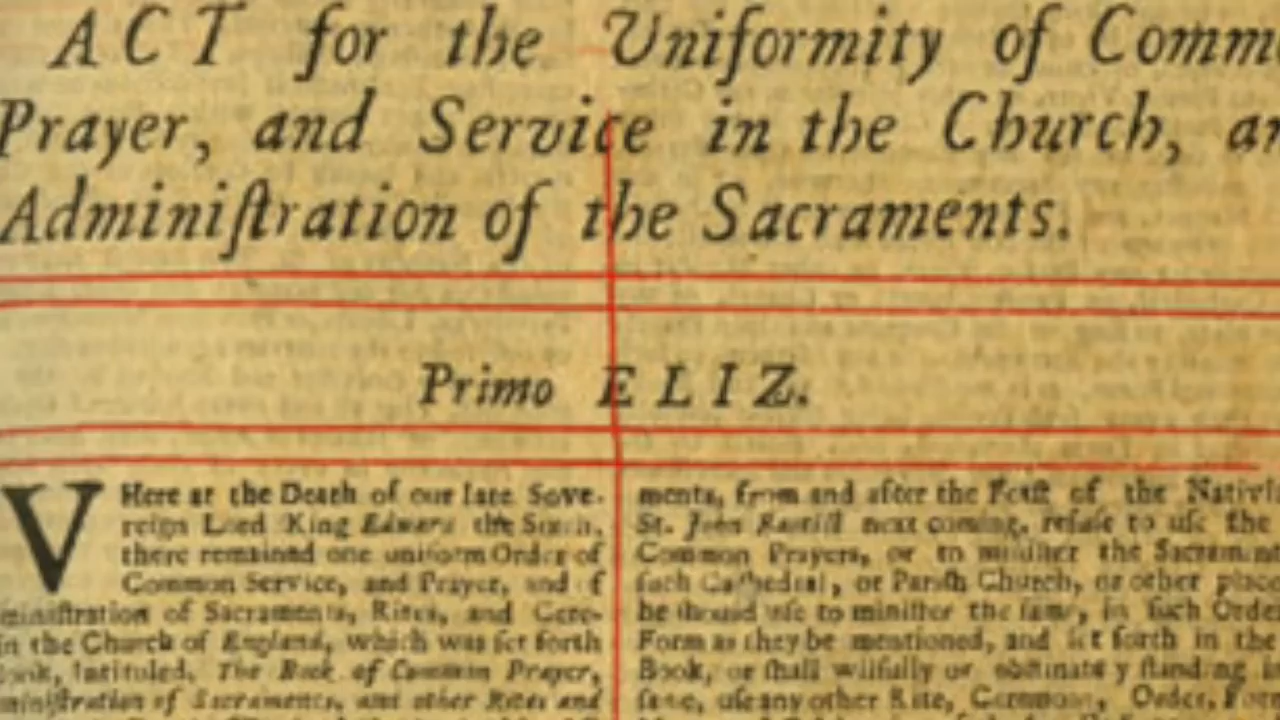 ACT for the Uniformity of Comm
Prayer, and Service in the Church, an
Adminiſtration of the Sacraments.
Primo ELIZ.
VHere at the Death of our late Sove-
reign Lord King Edward the Sixth,
there remained one uniform Order of
Common Service, and Prayer, and of
miniſtration of Sacraments, Rites, and Cere-
in the Church of England, which was ſet forth
Book, Intituled, The Book of Common Prayer,
miniſtration of Sacraments, and other Rites and
ments, from and after the Feaſt of the Nativi
St. John Baptiſt next coming, refuſe to uſe the
Common Prayers, or to miniſter the Sacramen
ſuch Cathedral, or Pariſh Church, or other place
he ſhould uſe to miniſter the ſame, in ſuch Orde
Form as they be mentioned, and ſet forth in the
Book, or ſhall wilfully or obſtinately ſtanding in
ſame, uſe any other Rite, Ceremony, Order, Form